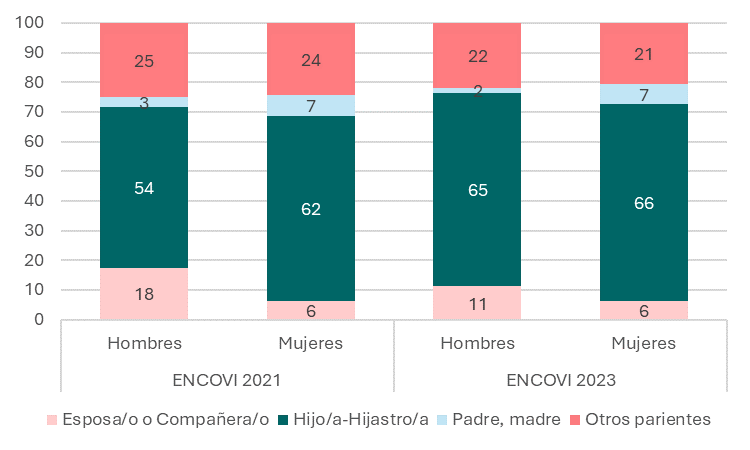 100
90
80
70
60
50
40
30
20
10
0
25
3
54
18
24
7
62
6
22
2
65
11
21
7
66
6
Hombres
Mujeres
Hombres
Mujeres
ENCOVI 2021
ENCOVI 2023
Esposa/o o Compañera/o
Hijo/a-Hijastro/a
Padre, madre
Otros parientes